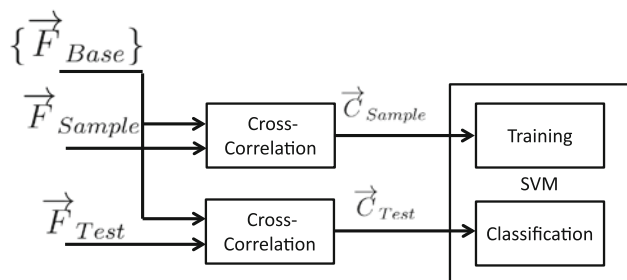 {F⃗ Base}
F⃗ Sample
Cross-
Correlation
C⃗ Sample
Training
SVM
F⃗ Test
Cross-
Correlation
C⃗ Test
Classification